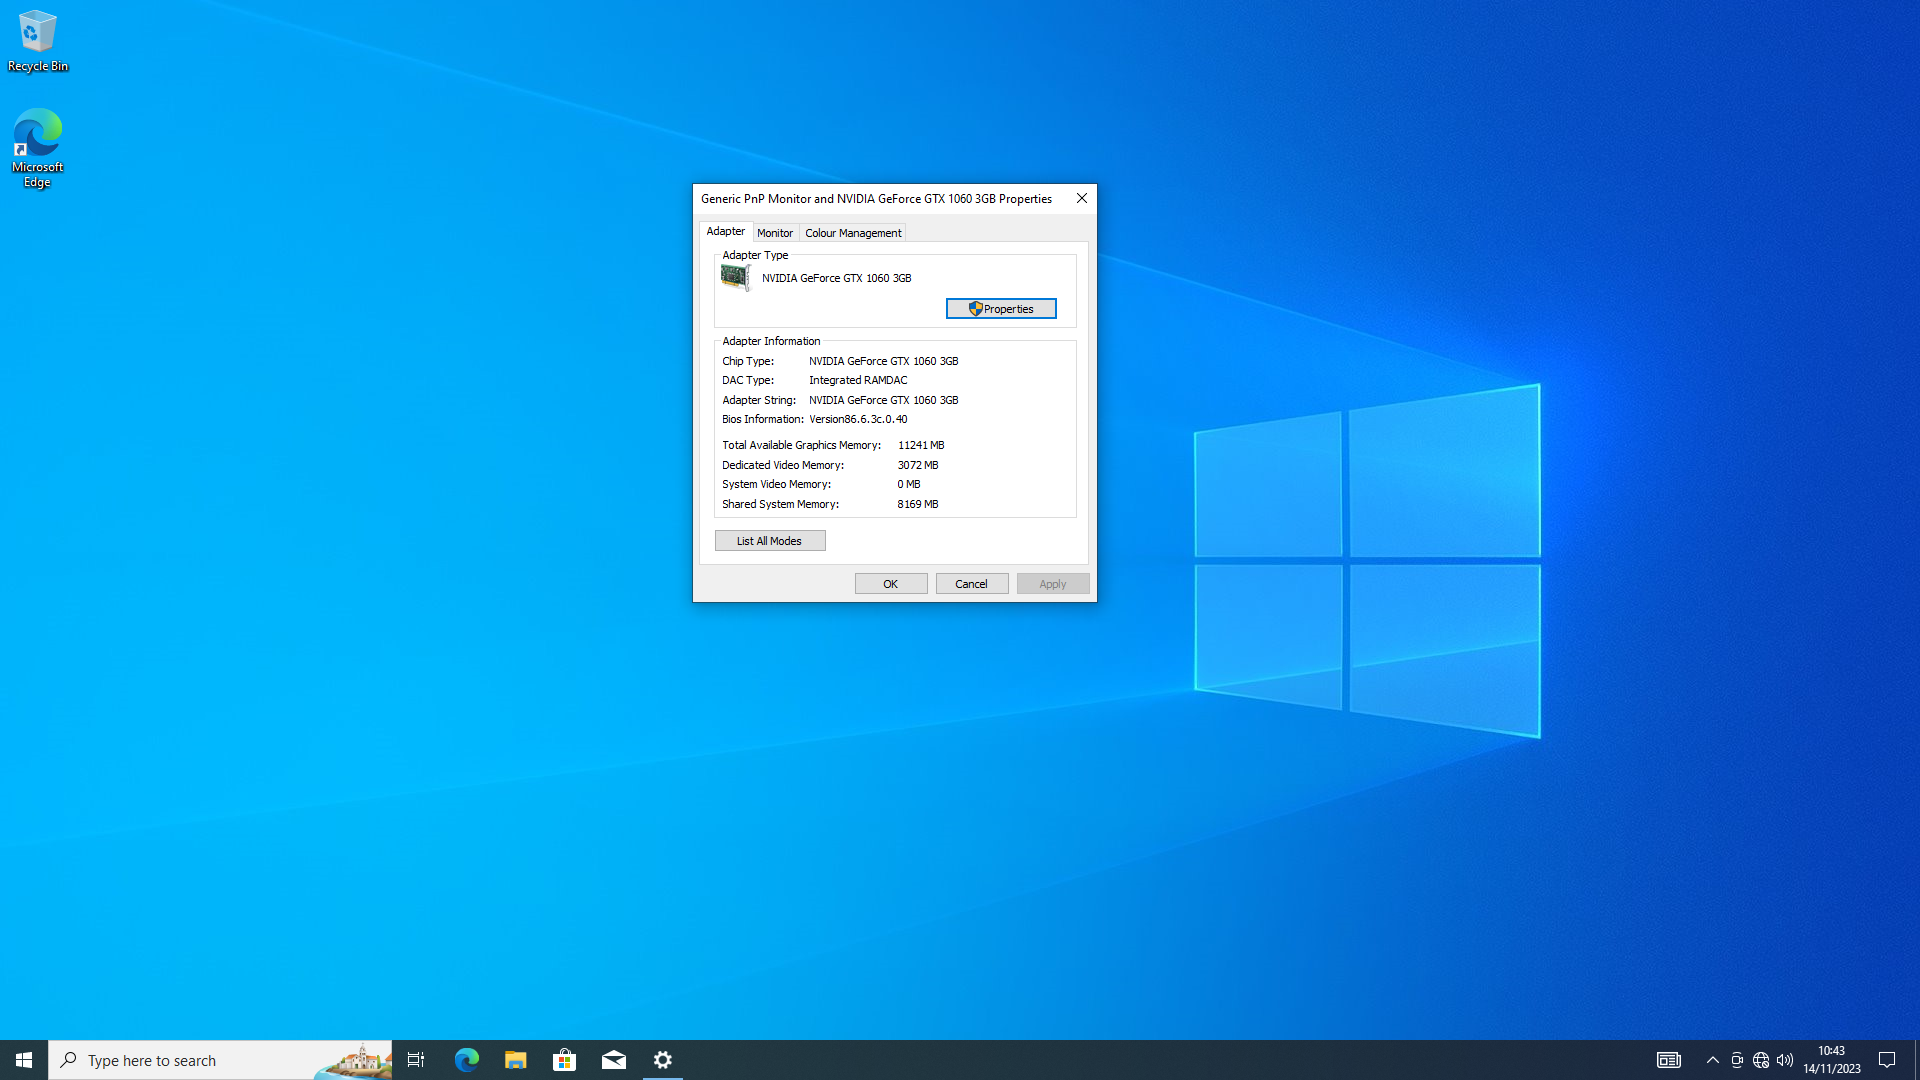 Recycle Bin
Microsoft
Edge
Generic PnP Monitor and NVIDIA GeForce GTX 1060 3GB Properties
Adapter Monitor Colour Management
Adapter Type
NVIDIA GeForce GTX 1060 3GB
Properties
Adapter Information
Chip Type: NVIDIA GeForce GTX 1060 3GB
DAC Type: Integrated RAMDAC
Adapter String: NVIDIA GeForce GTX 1060 3GB
Bios Information: Version86.6.3c.0.40
Total Available Graphics Memory: 11241 MB
Dedicated Video Memory: 3072 MB
System Video Memory: 0 MB
Shared System Memory: 8169 MB
List All Modes
OK Cancel Apply
Type here to search
10:43
14/11/2023